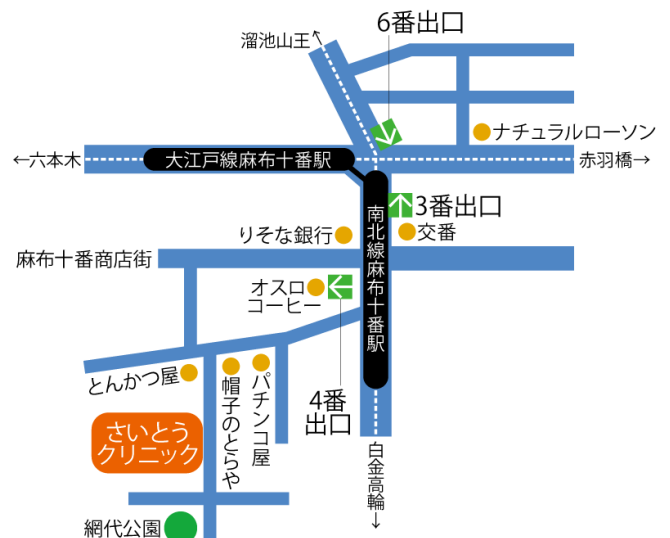 6番出口
溜池山王
ナチュラルローソン
←六本木
大江戸線麻布十番駅
赤羽橋→
南北線麻布十番駅
3番出口
りそな銀行
交番
麻布十番商店街
オスロ
コーヒー
とんかつ屋
帽子のとらや
パチンコ屋
4番
出口
さいとう
クリニック
白金高輪→
網代公園